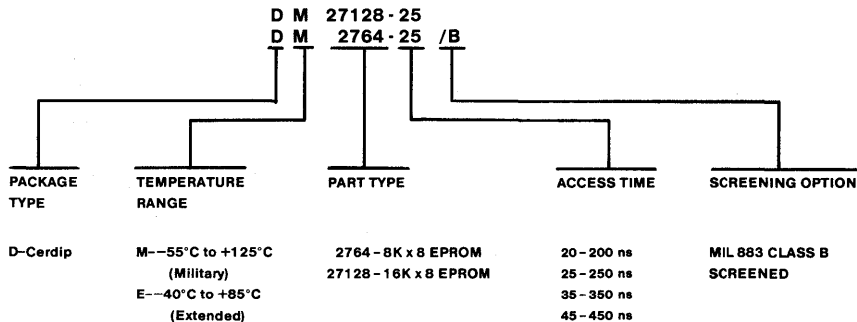 D M 27128-25
D M 2764-25 /B
PACKAGE TYPE
TEMPERATURE RANGE
PART TYPE
ACCESS TIME
SCREENING OPTION
D–Cerdip
M–-55°C to +125°C
(Military)
E–-40°C to +85°C
(Extended)
2764–8K x 8 EPROM
27128–16K x 8 EPROM
20–200 ns
25–250 ns
35–350 ns
45–450 ns
MIL 883 CLASS B
SCREENED